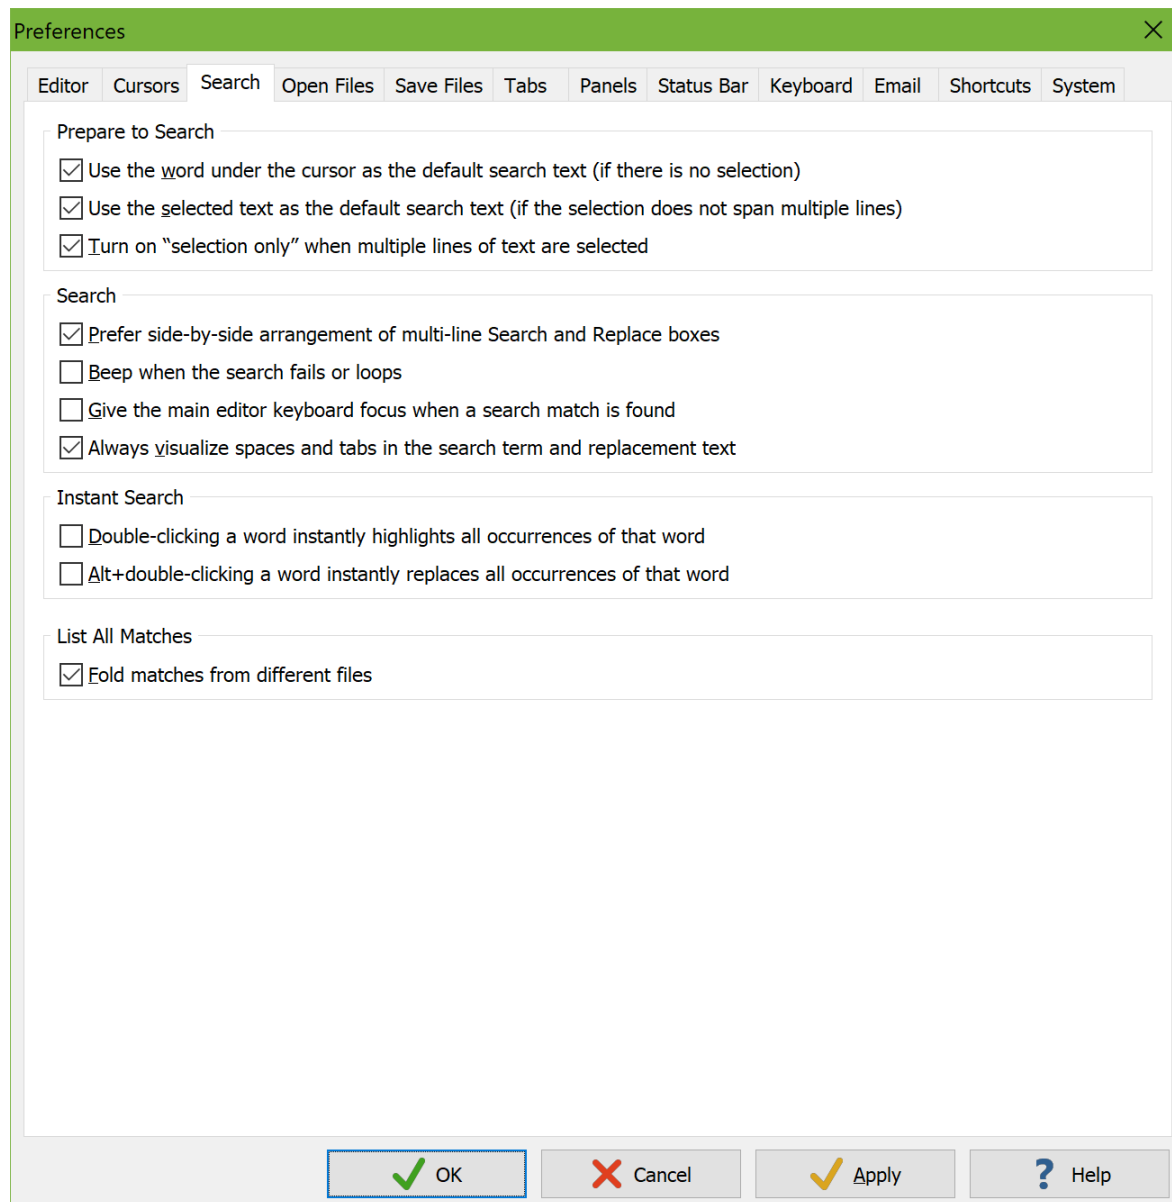 Preferences
Editor Cursors Search Open Files Save Files Tabs Panels Status Bar Keyboard Email Shortcuts System
Prepare to Search
Use the word under the cursor as the default search text (if there is no selection)
Use the selected text as the default search text (if the selection does not span multiple lines)
Turn on “selection only” when multiple lines of text are selected
Search
Prefer side-by-side arrangement of multi-line Search and Replace boxes
Beep when the search fails or loops
Give the main editor keyboard focus when a search match is found
Always visualize spaces and tabs in the search term and replacement text
Instant Search
Double-clicking a word instantly highlights all occurrences of that word
Alt+double-clicking a word instantly replaces all occurrences of that word
List All Matches
Fold matches from different files
OK Cancel Apply Help